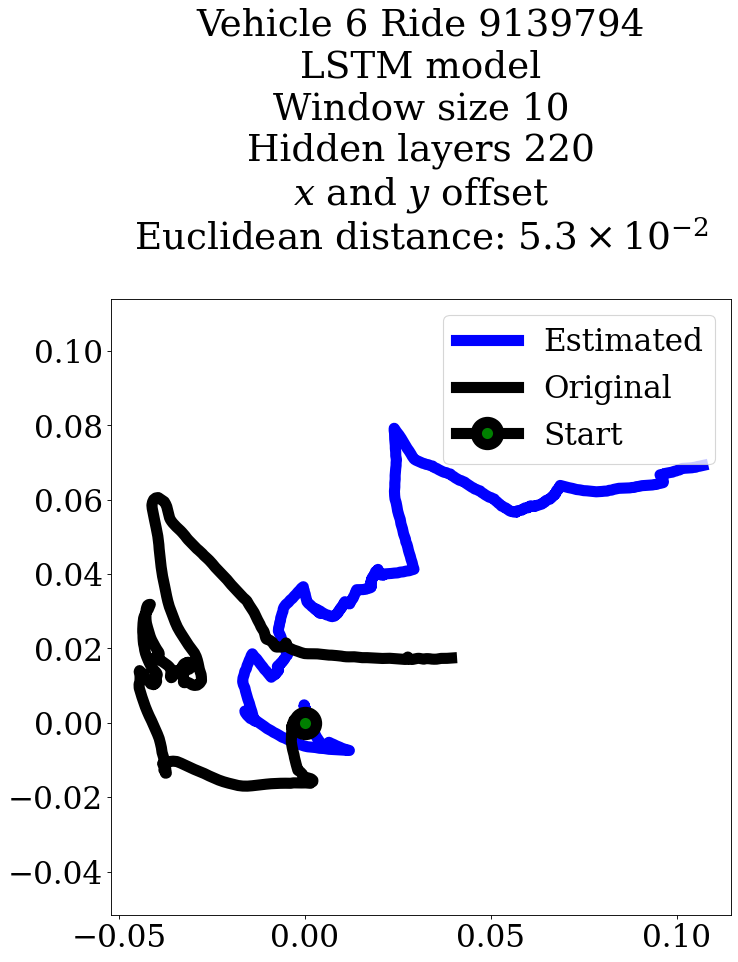 Vehicle 6 Ride 9139794
LSTM model
Window size 10
Hidden layers 220
x and y offset
Euclidean distance: 5.3 × 10⁻²
Estimated
Original
Start
0.10
0.08
0.06
0.04
0.02
0.00
−0.02
−0.04
−0.05 0.00 0.05 0.10